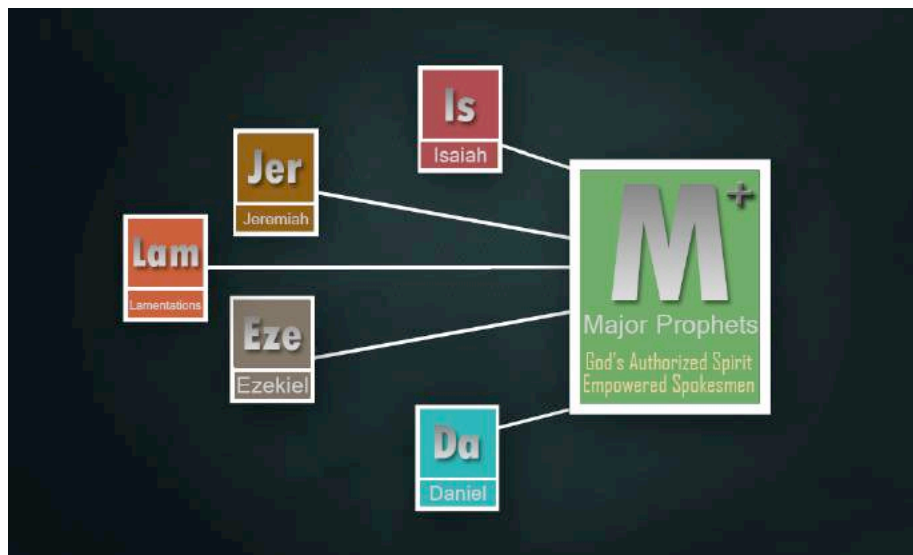 Is
Isaiah
Jer
Jeremiah
Lam
Lamentations
Eze
Ezekiel
Da
Daniel
M+
Major Prophets
God's Authorized Spirit
Empowered Spokesmen